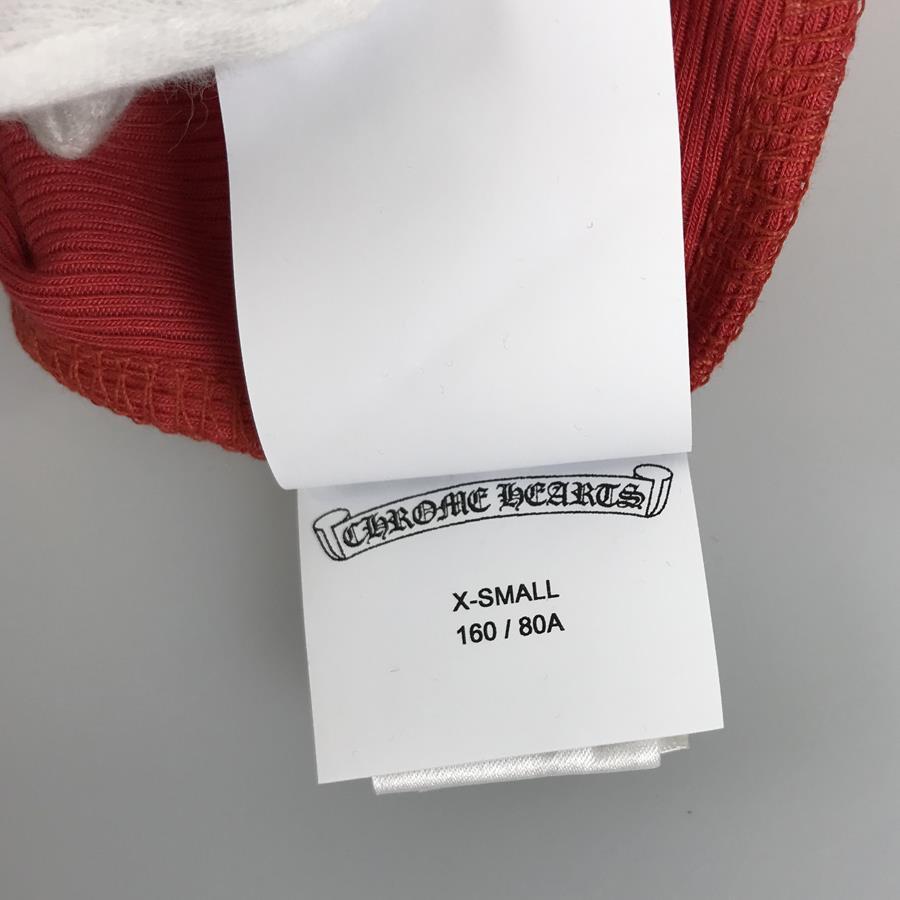 CHROME HEARTS
X-SMALL
160 / 80A